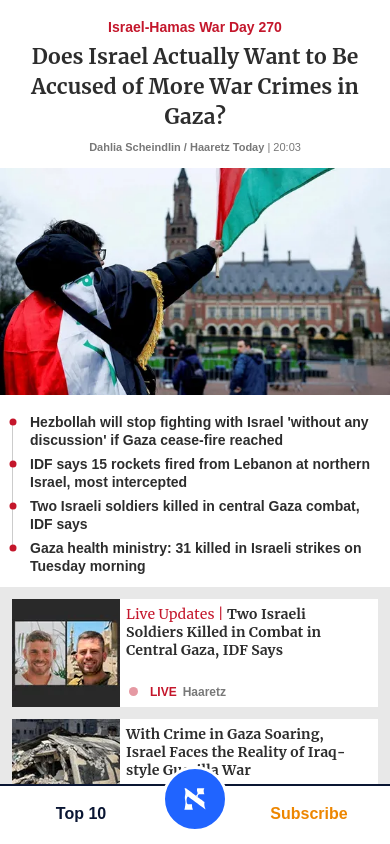 Israel-Hamas War Day 270
Does Israel Actually Want to Be
Accused of More War Crimes in
Gaza?
Dahlia Scheindlin / Haaretz Today | 20:03
Hezbollah will stop fighting with Israel 'without any
discussion' if Gaza cease-fire reached
IDF says 15 rockets fired from Lebanon at northern
Israel, most intercepted
Two Israeli soldiers killed in central Gaza combat,
IDF says
Gaza health ministry: 31 killed in Israeli strikes on
Tuesday morning
Live Updates | Two Israeli
Soldiers Killed in Combat in
Central Gaza, IDF Says
LIVE Haaretz
With Crime in Gaza Soaring,
Israel Faces the Reality of Iraq-
style Guerrilla War
Top 10
Subscribe